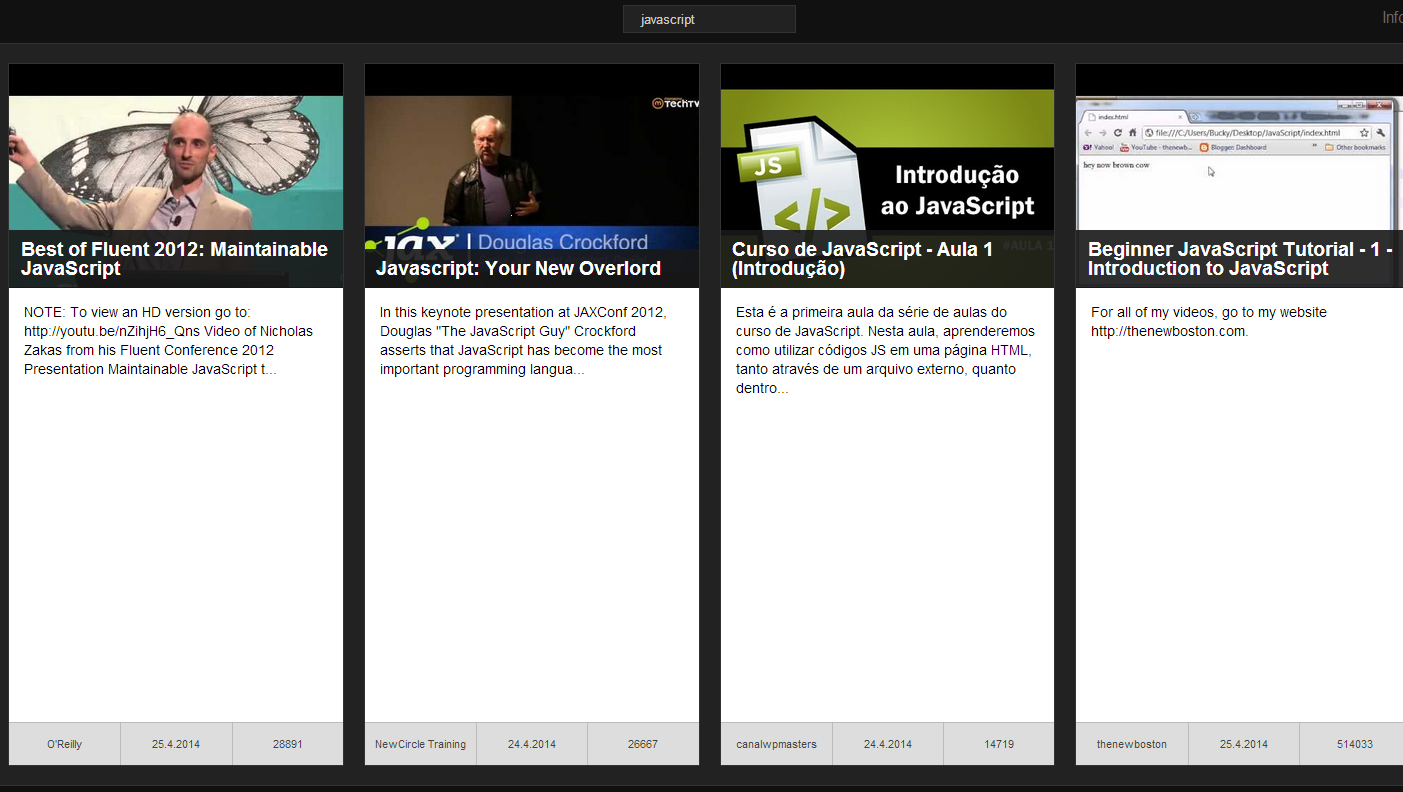 javascript
Info
Best of Fluent 2012: Maintainable
JavaScript
NOTE: To view an HD version go to:
http://youtu.be/nZihjH6_Qns Video of Nicholas
Zakas from his Fluent Conference 2012
Presentation Maintainable JavaScript t...
O'Reilly
25.4.2014
28891
TECHTV
jax | Douglas Crockford
Javascript: Your New Overlord
In this keynote presentation at JAXConf 2012,
Douglas "The JavaScript Guy" Crockford
asserts that JavaScript has become the most
important programming langua...
NewCircle Training
24.4.2014
26667
JS
</>
Introdução
ao JavaScript
#AULA 1
Curso de JavaScript - Aula 1
(Introdução)
Esta é a primeira aula da série de aulas do
curso de JavaScript. Nesta aula, aprenderemos
como utilizar códigos JS em uma página HTML,
tanto através de um arquivo externo, quanto
dentro...
canalwpmasters
24.4.2014
14719
index.html
file:///C:/Users/Bucky/Desktop/JavaScript/index.html
Yahoo! YouTube - thenewb... Blogger: Dashboard » Other bookmarks
hey now brown cow
Beginner JavaScript Tutorial - 1 -
Introduction to JavaScript
For all of my videos, go to my website
http://thenewboston.com.
thenewboston
25.4.2014
514033